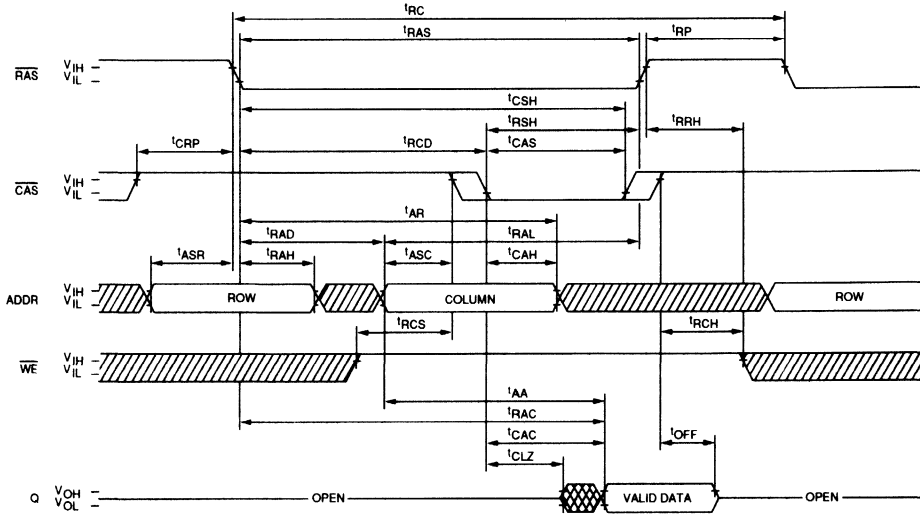 tRC
tRAS
tRP
RAS VIH VIL
tCSH
tRSH
tRRH
tCRP
tRCD
tCAS
CAS VIH VIL
tAR
tRAD
tRAL
tASR
tRAH
tASC
tCAH
ADDR VIH VIL ROW COLUMN ROW
tRCS
tRCH
WE VIH VIL
tAA
tRAC
tCAC
tOFF
tCLZ
Q VOH VOL OPEN VALID DATA OPEN